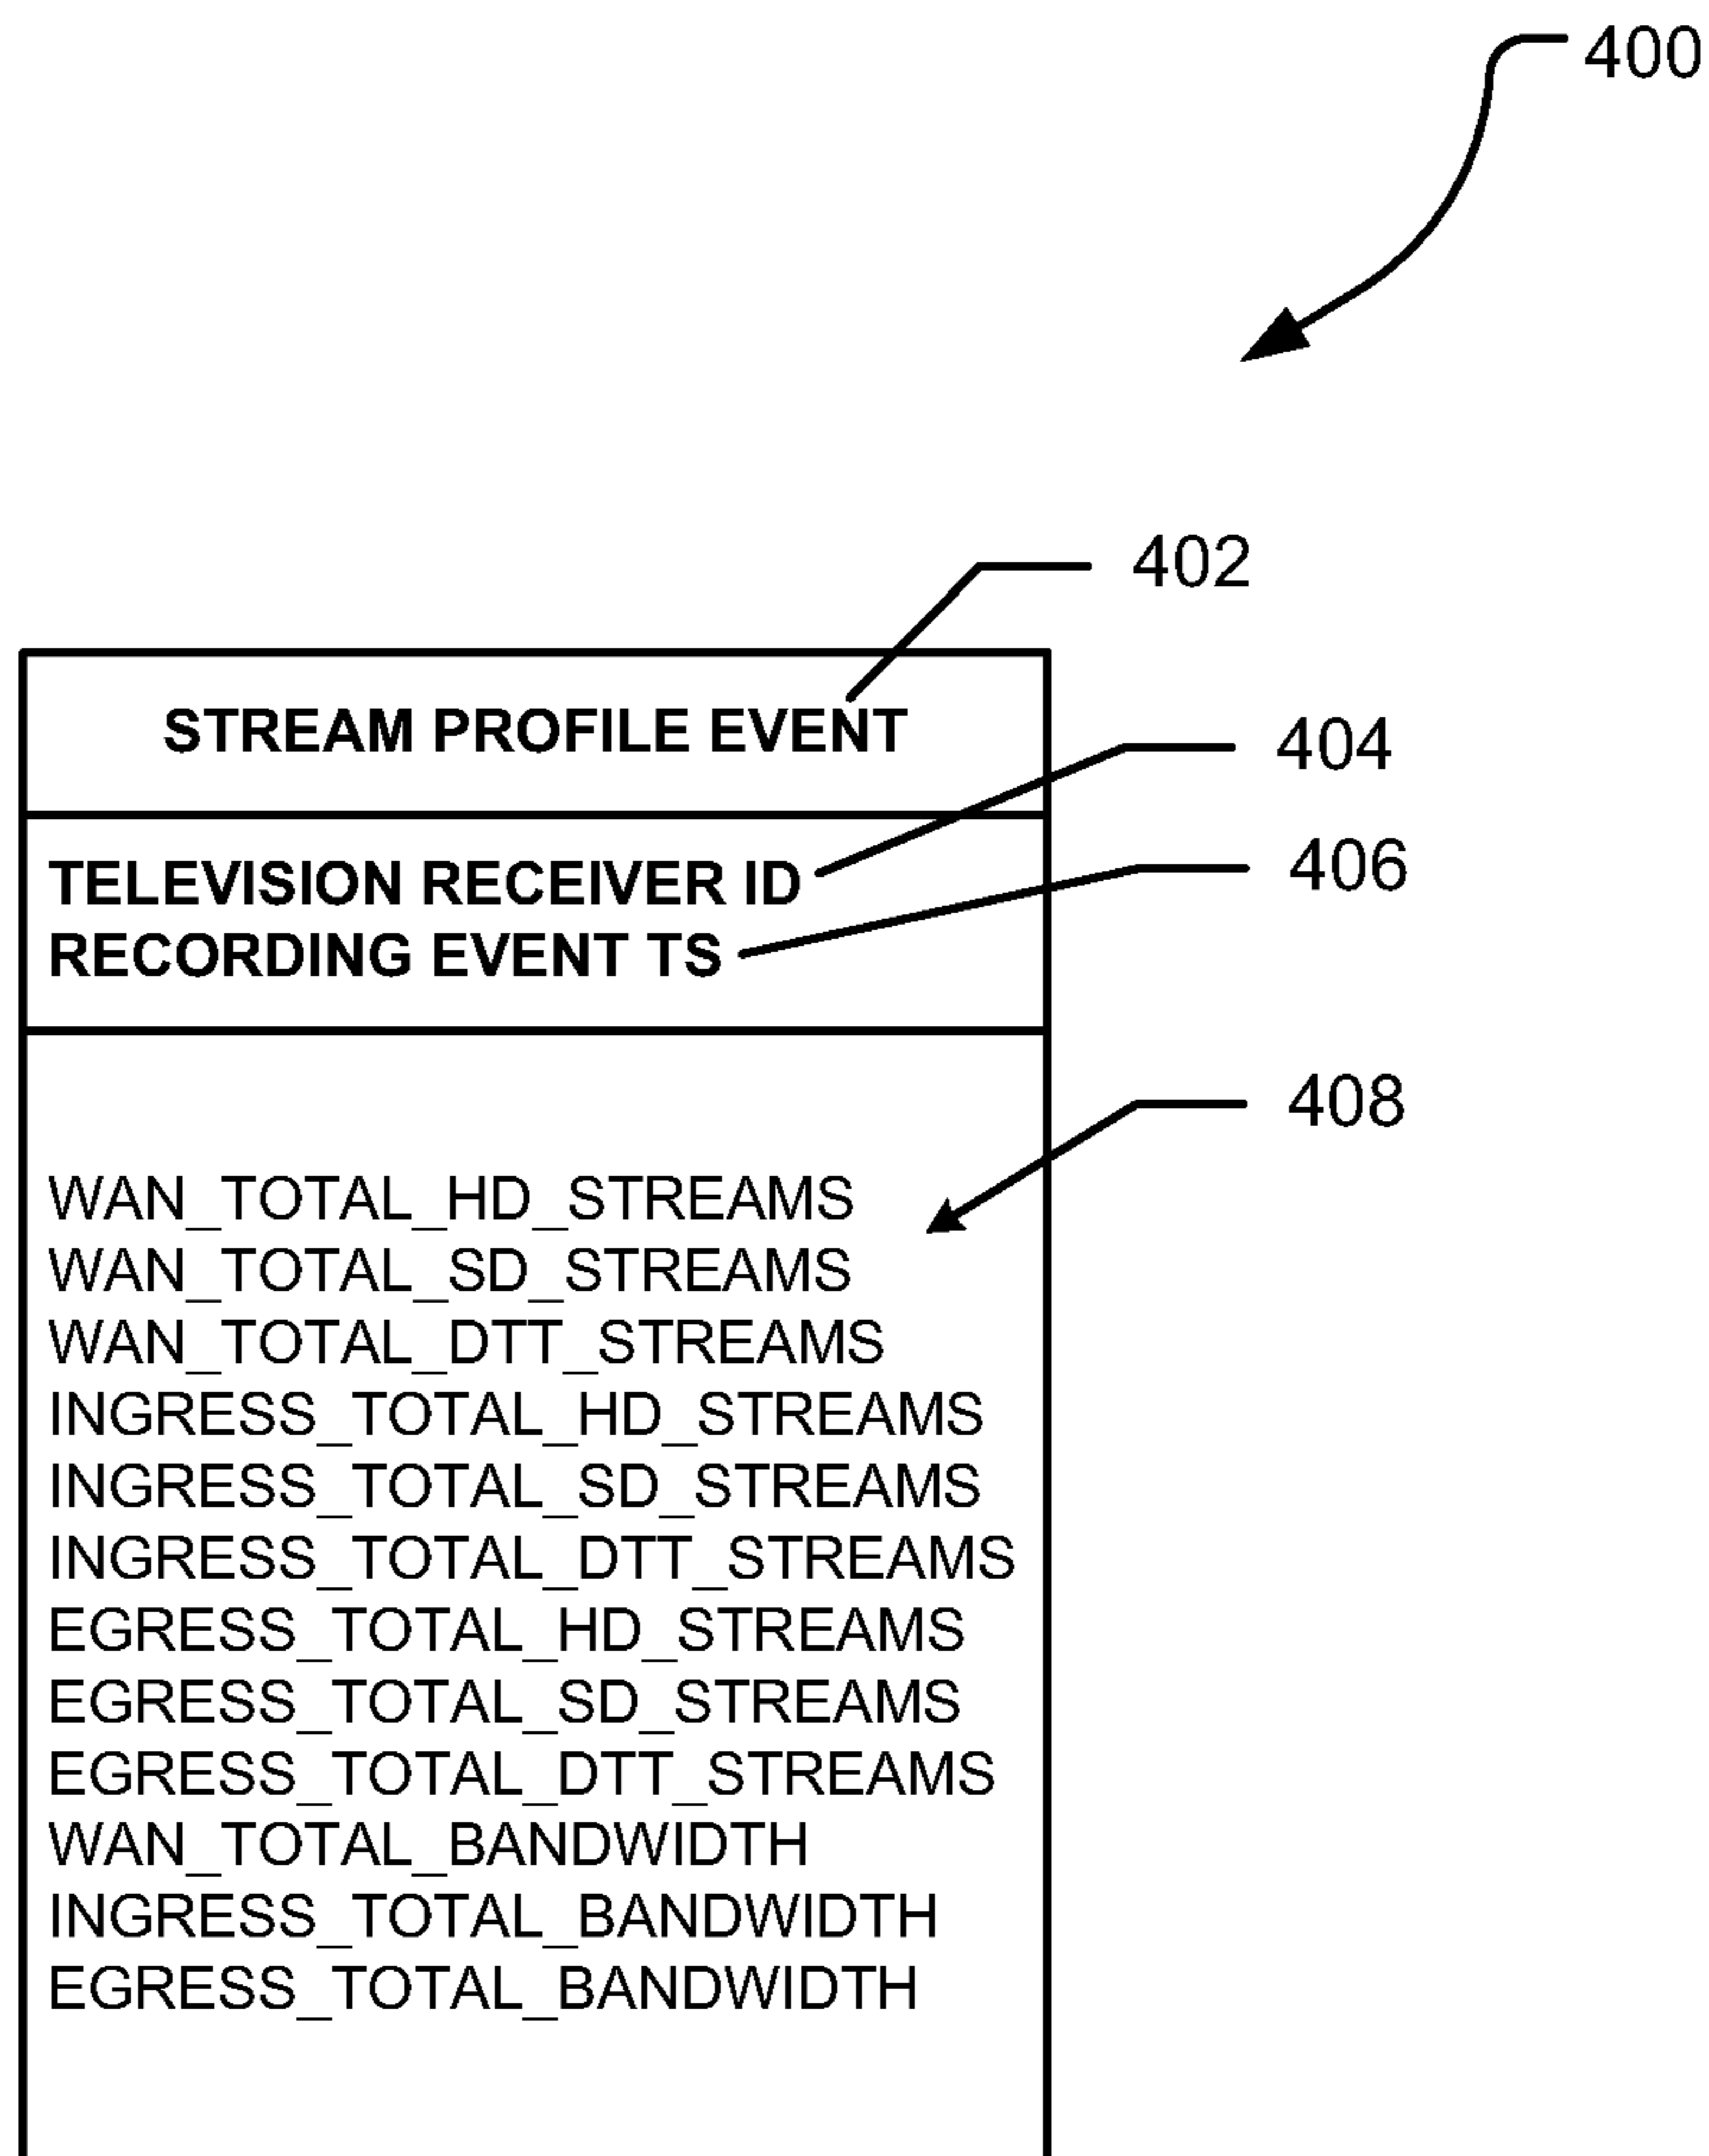 400
402
STREAM PROFILE EVENT
404
TELEVISION RECEIVER ID
406
RECORDING EVENT TS
408
WAN_TOTAL_HD_STREAMS
WAN_TOTAL_SD_STREAMS
WAN_TOTAL_DTT_STREAMS
INGRESS_TOTAL_HD_STREAMS
INGRESS_TOTAL_SD_STREAMS
INGRESS_TOTAL_DTT_STREAMS
EGRESS_TOTAL_HD_STREAMS
EGRESS_TOTAL_SD_STREAMS
EGRESS_TOTAL_DTT_STREAMS
WAN_TOTAL_BANDWIDTH
INGRESS_TOTAL_BANDWIDTH
EGRESS_TOTAL_BANDWIDTH